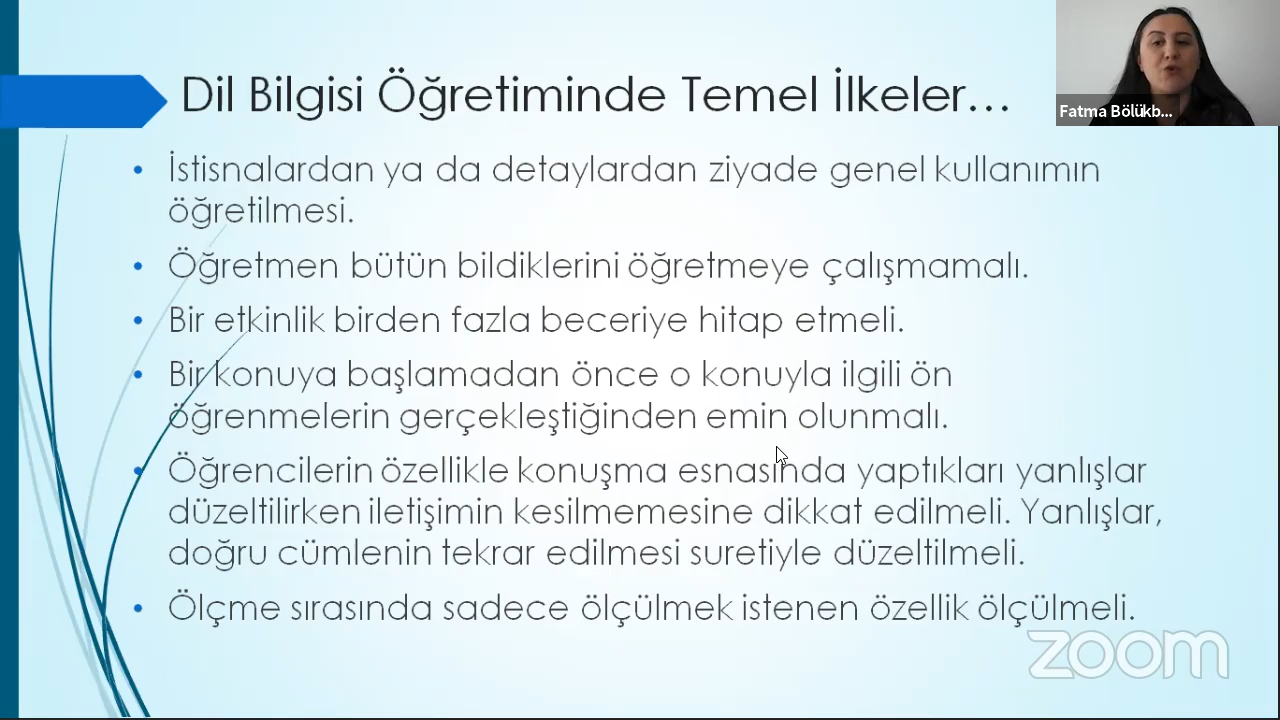 Dil Bilgisi Öğretiminde Temel İlkeler...
Fatma Bölükb...
• İstisnalardan ya da detaylardan ziyade genel kullanımın
öğretilmesi.
• Öğretmen bütün bildiklerini öğretmeye çalışmamalı.
• Bir etkinlik birden fazla beceriye hitap etmeli.
• Bir konuya başlamadan önce o konuyla ilgili ön
öğrenmelerin gerçekleştiğinden emin olunmalı.
• Öğrencilerin özellikle konuşma esnasında yaptıkları yanlışlar
düzeltilirken iletişimin kesilmemesine dikkat edilmeli. Yanlışlar,
doğru cümlenin tekrar edilmesi suretiyle düzeltilmeli.
• Ölçme sırasında sadece ölçülmek istenen özellik ölçülmeli.
zoom